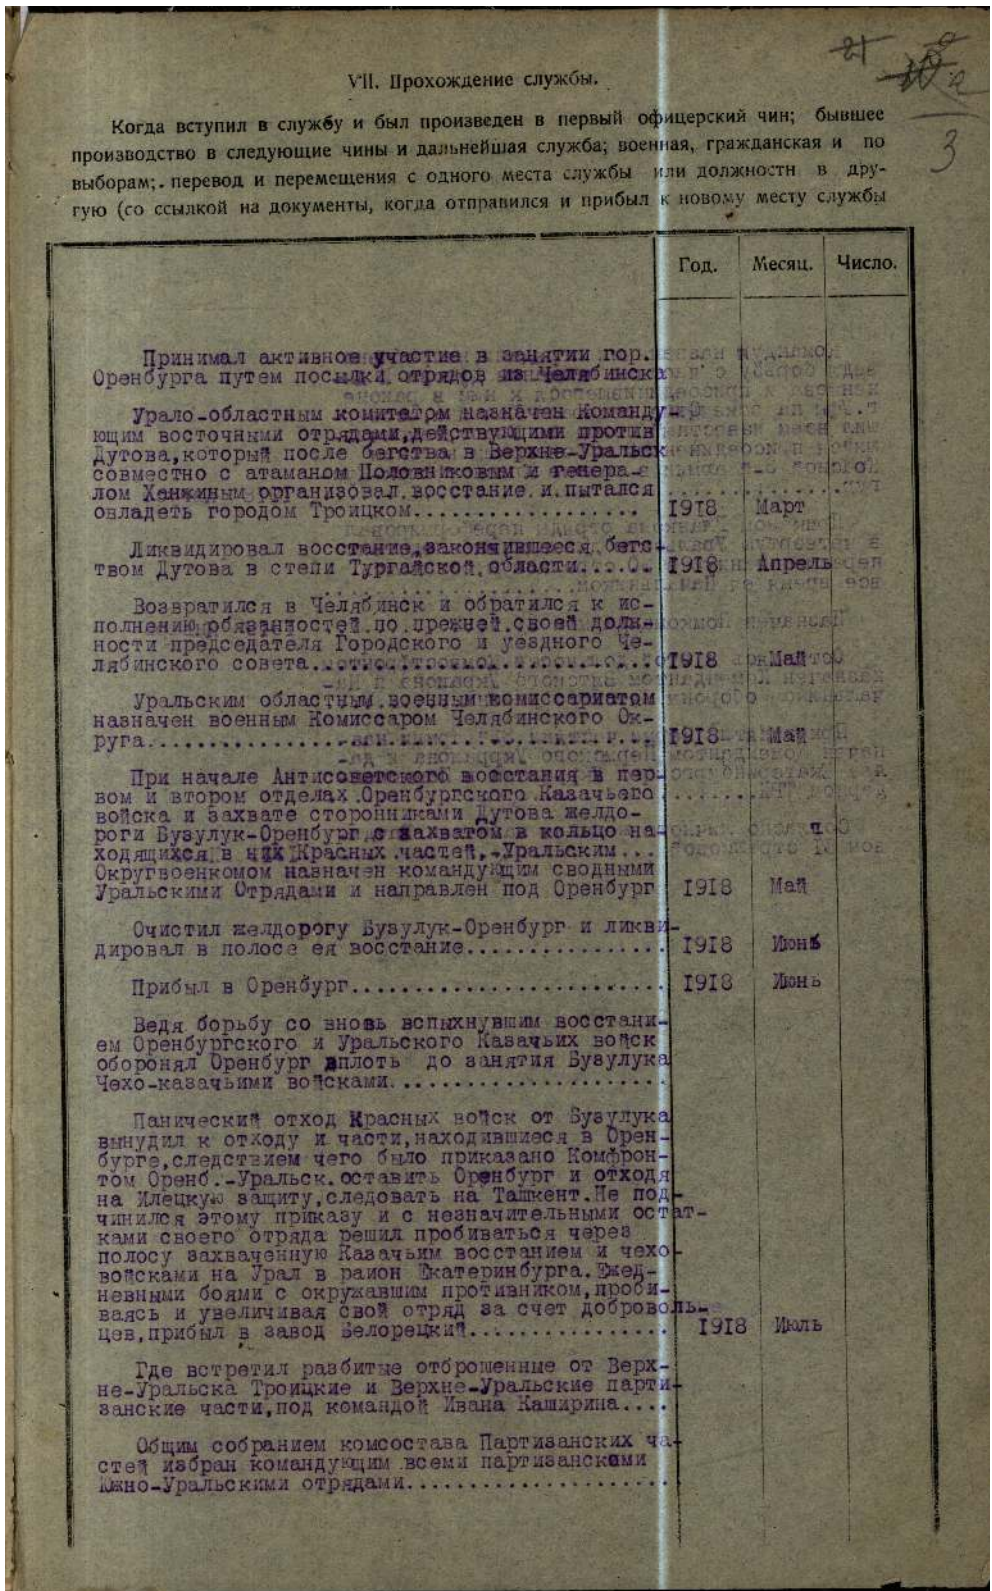 21
3
VII. Прохождение службы.
Когда вступил в службу и был произведен в первый офицерский чин; бывшее
производство в следующие чины и дальнейшая служба; военная, гражданская и по
выборам; перевод и перемещения с одного места службы или должности в дру-
гую (со ссылкой на документы, когда отправился и прибыл к новому месту службы
Год. Месяц. Число.
Принимал активное участие в занятии гор.
Оренбурга путем посылки отрядов из Челябинска
Урало-областным комитетом назначен Команду-
ющим восточными отрядами, действующими против
Дутова, который после бегства в Верхне-Уральск
совместно с атаманом Половниковым и генера-
лом Ханжиным организовал восстание и пытался
овладеть городом Троицком.................. 1918 Март
Ликвидировал восстание, закончившееся бег-
твом Дутова в степи Тургайской области...... 1918 Апрель
Возвратился в Челябинск и обратился к ис-
полнению обязанностей по прежней своей долж-
ности председателя Городского и уездного Че-
лябинского совета.......................... 1918 Май
Уральским областным военным комиссариатом
назначен военным Комиссаром Челябинского Ок-
руга........................................ 1918 Май
При начале Антисоветского восстания в пер-
вом и втором отделах Оренбургского Казачьего
войска и захвате сторонниками Дутова желдо-
роги Бузулук-Оренбург с захватом в кольцо на-
ходящихся в них Красных частей,-Уральским...
Округвоенкомом назначен командующим сводными
Уральскими Отрядами и направлен под Оренбург 1918 Май
Очистил желдорогу Бузулук-Оренбург и ликви-
дировал в полосе ея восстание............... 1918 Июнь
Прибыл в Оренбург........................ 1918 Июнь
Ведя борьбу со вновь вспыхнувшим восстани-
ем Оренбургского и Уральского Казачьих войск
оборонял Оренбург вплоть до занятия Бузулука
Чехо-казачьими войсками.....................
Панический отход Красных войск от Бузулука
вынудил к отходу и части, находившиеся в Орен-
бурге, следствием чего было приказано Комфрон-
том Оренб.-Уральск. оставить Оренбург и отходя
на Илецкую защиту, следовать на Ташкент. Не под-
чинился этому приказу и с незначительными остат-
ками своего отряда решил пробиваться через
полосу захваченную Казачьим восстанием и чехо-
войсками на Урал в район Екатеринбурга. Ежед-
невными боями с окружавшим противником, проби-
ваясь и увеличивая свой отряд за счет добровольце
цев, прибыл в завод Белорецкий................ 1918 Июль
Где встретил разбитые отброшенные от Верх-
не-Уральска Троицкие и Верхне-Уральские парти-
занские части, под командой Ивана Каширина....
Общим собранием комсостава Партизанских ча-
стей избран командующим всеми партизанскими
Южно-Уральскими отрядами......................